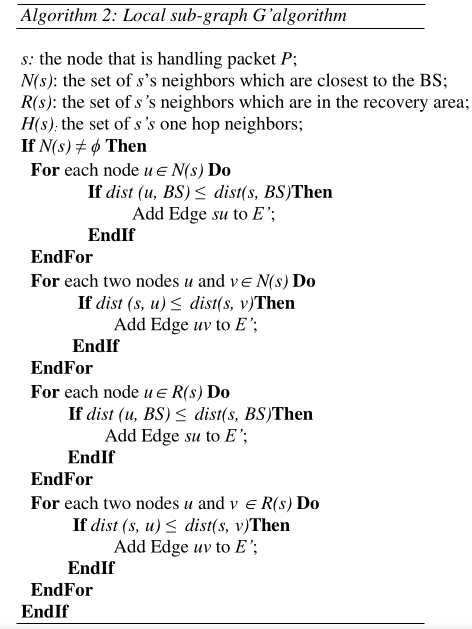 Algorithm 2: Local sub-graph G’algorithm
s: the node that is handling packet P;
N(s): the set of s’s neighbors which are closest to the BS;
R(s): the set of s’s neighbors which are in the recovery area;
H(s): the set of s’s one hop neighbors;
If N(s) ≠ ϕ Then
For each node u ∈ N(s) Do
If dist (u, BS) ≤ dist(s, BS)Then
Add Edge su to E’;
EndIf
EndFor
For each two nodes u and v ∈ N(s) Do
If dist (s, u) ≤ dist(s, v)Then
Add Edge uv to E’;
EndIf
EndFor
For each node u ∈ R(s) Do
If dist (u, BS) ≤ dist(s, BS)Then
Add Edge su to E’;
EndIf
EndFor
For each two nodes u and v ∈ R(s) Do
If dist (s, u) ≤ dist(s, v)Then
Add Edge uv to E’;
EndIf
EndFor
EndIf